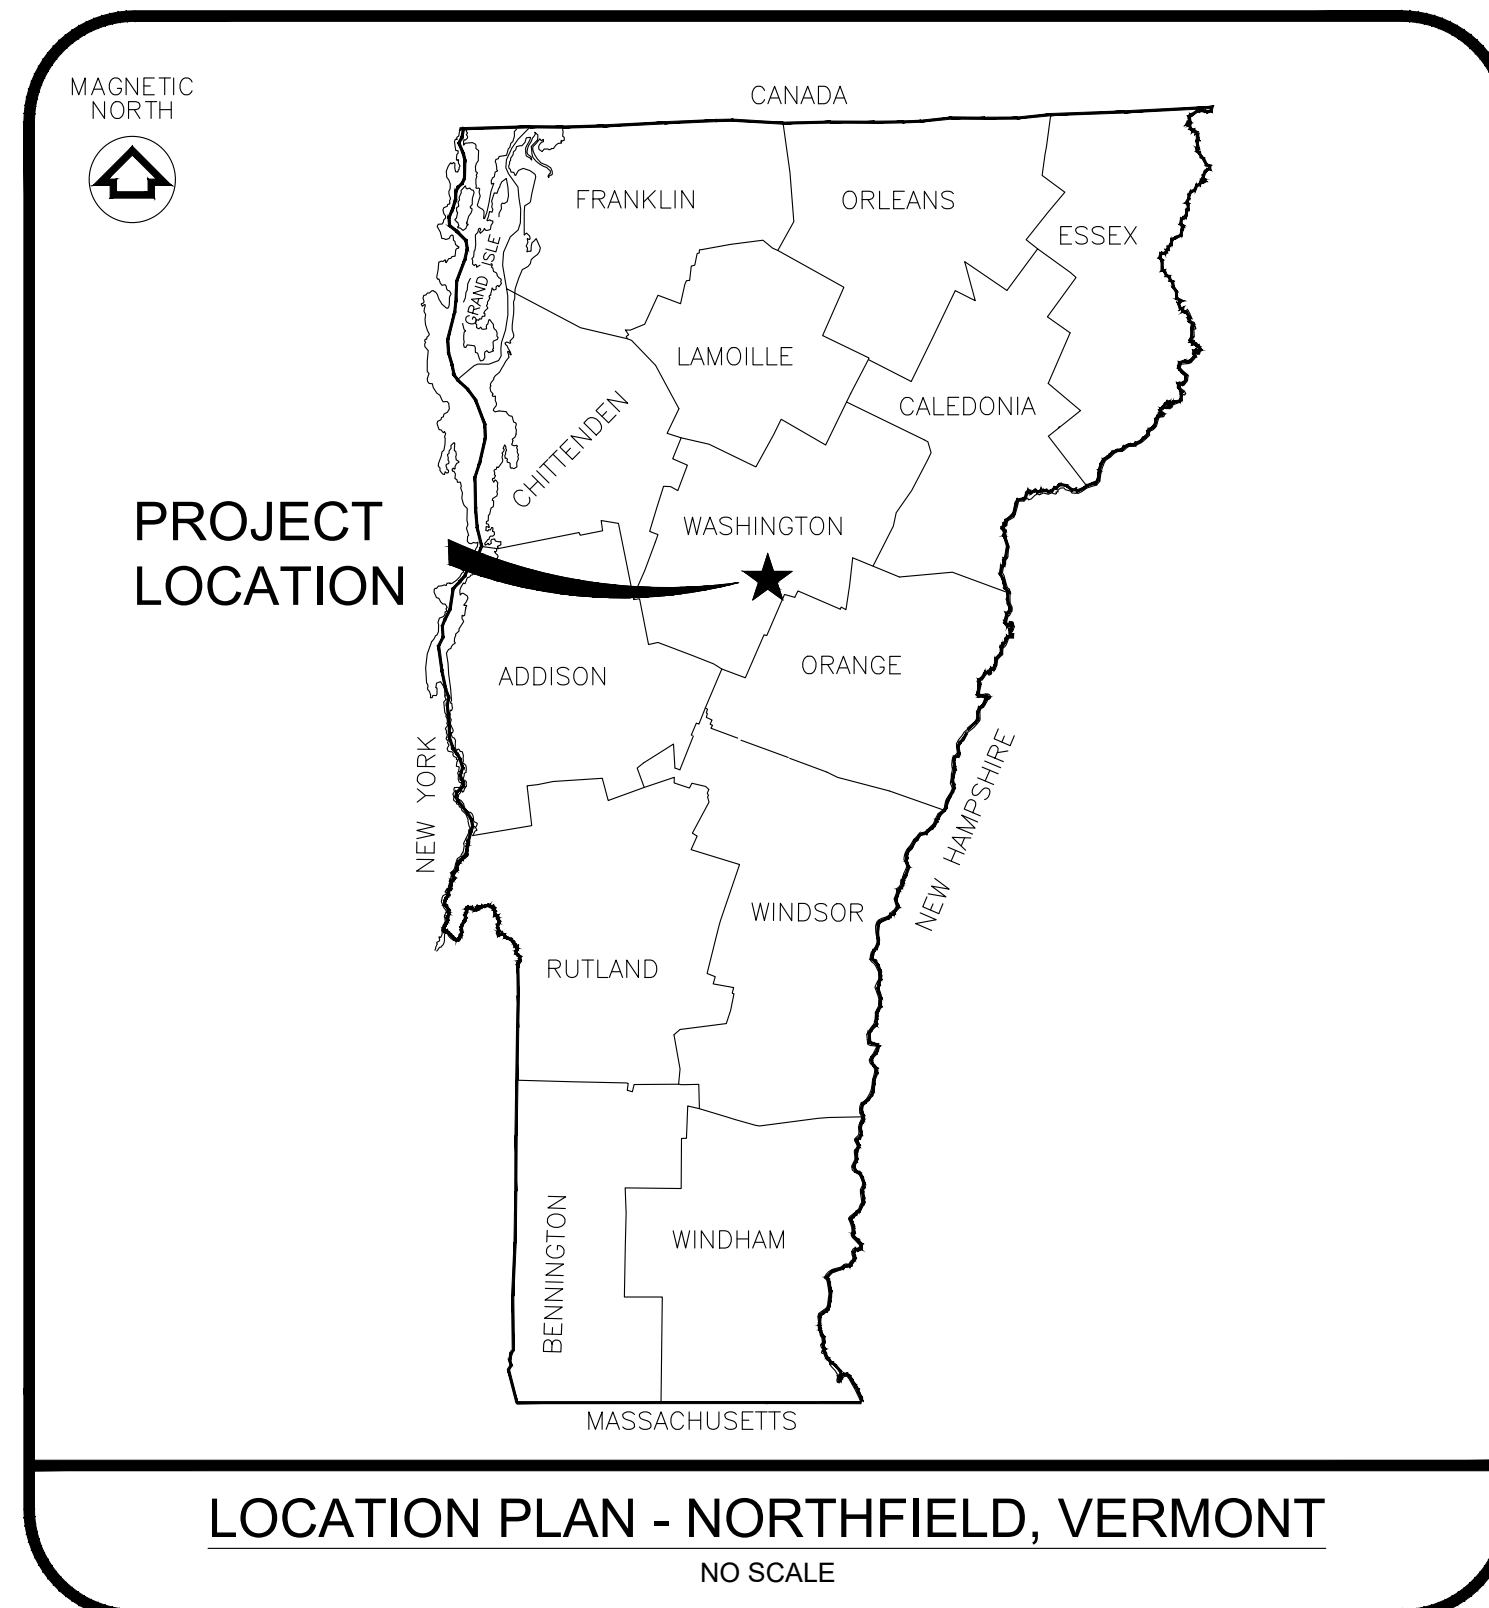 MAGNETIC
NORTH
CANADA
FRANKLIN
ORLEANS
ESSEX
GRAND ISLE
LAMOILLE
CALEDONIA
CHITTENDEN
PROJECT
LOCATION
WASHINGTON
ADDISON
ORANGE
NEW YORK
NEW HAMPSHIRE
WINDSOR
RUTLAND
BENNINGTON
WINDHAM
MASSACHUSETTS
LOCATION PLAN - NORTHFIELD, VERMONT
NO SCALE